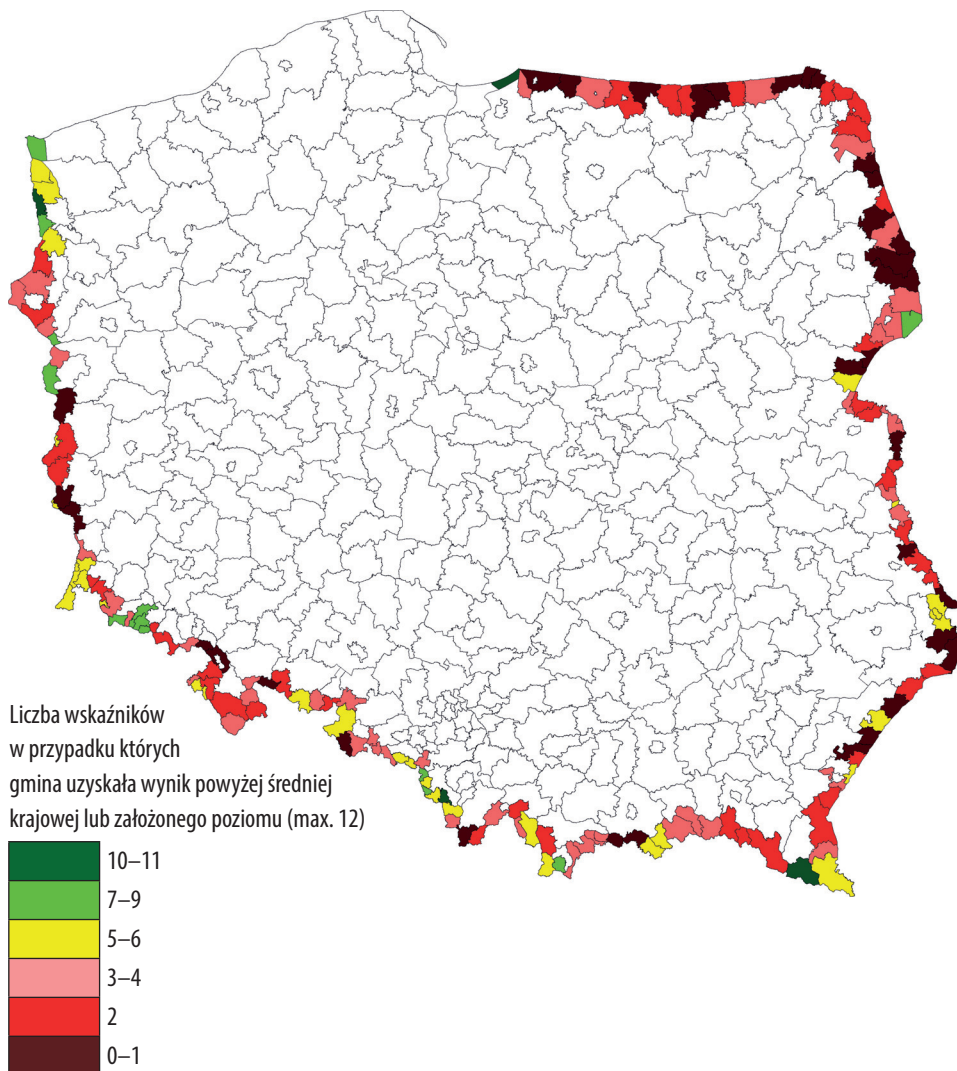 Liczba wskaźników
w przypadku których
gmina uzyskała wynik powyżej średniej
krajowej lub założonego poziomu (max. 12)
10–11
7–9
5–6
3–4
2
0–1